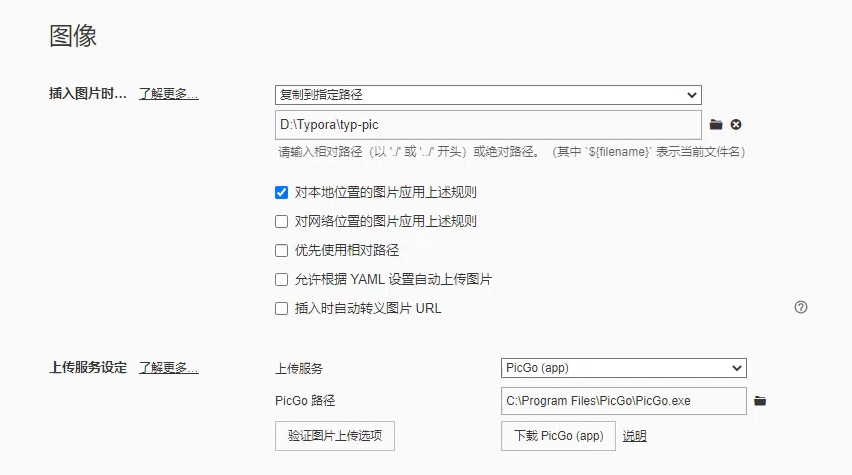 图像
插入图片时... 了解更多... 复制到指定路径
D:\Typora\typ-pic
请输入相对路径（以 './' 或 '../' 开头）或绝对路径。（其中 `${filename}` 表示当前文件名）
对本地位置的图片应用上述规则
对网络位置的图片应用上述规则
优先使用相对路径
允许根据 YAML 设置自动上传图片
插入时自动转义图片 URL
上传服务设定 了解更多... 上传服务 PicGo (app)
PicGo 路径 C:\Program Files\PicGo\PicGo.exe
验证图片上传选项 下载 PicGo (app) 说明